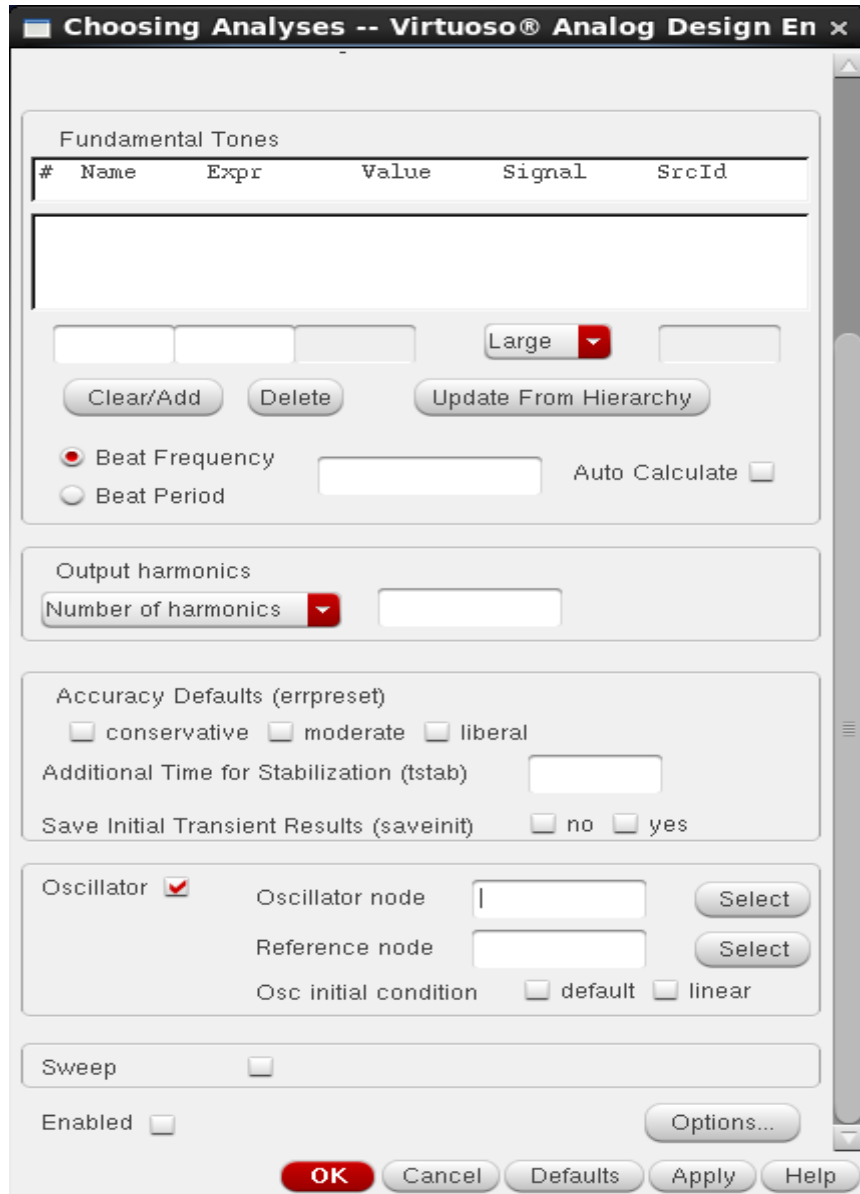 Choosing Analyses -- Virtuoso® Analog Design En ×
Fundamental Tones
# Name Expr Value Signal SrcId
Large
Clear/Add Delete Update From Hierarchy
Beat Frequency
Auto Calculate
Beat Period
Output harmonics
Number of harmonics
Accuracy Defaults (errpreset)
conservative moderate liberal
Additional Time for Stabilization (tstab)
Save Initial Transient Results (saveinit) no yes
Oscillator Oscillator node Select
Reference node Select
Osc initial condition default linear
Sweep
Enabled Options...
OK Cancel Defaults Apply Help